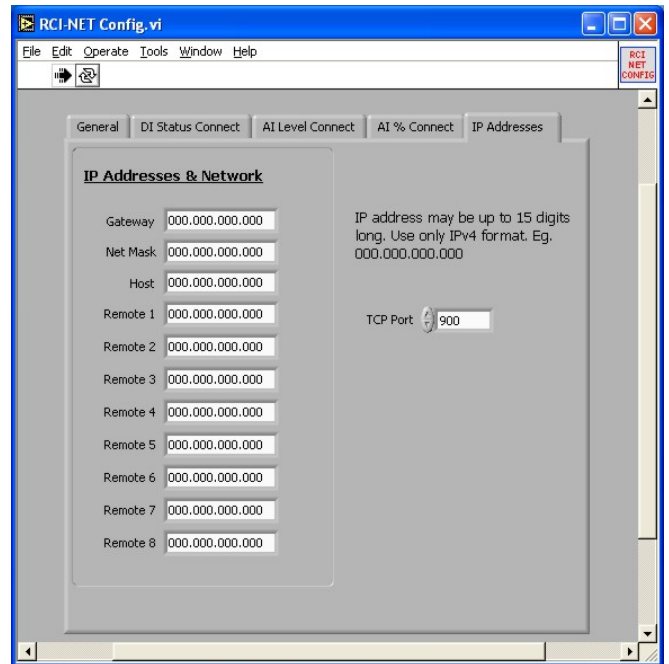 RCI-NET Config.vi
File Edit Operate Tools Window Help
RCI
NET
CONFIG
General DI Status Connect AI Level Connect AI % Connect IP Addresses
IP Addresses & Network
Gateway 000.000.000.000
Net Mask 000.000.000.000
Host 000.000.000.000
Remote 1 000.000.000.000
Remote 2 000.000.000.000
Remote 3 000.000.000.000
Remote 4 000.000.000.000
Remote 5 000.000.000.000
Remote 6 000.000.000.000
Remote 7 000.000.000.000
Remote 8 000.000.000.000
IP address may be up to 15 digits
long. Use only IPv4 format. Eg.
000.000.000.000
TCP Port 900